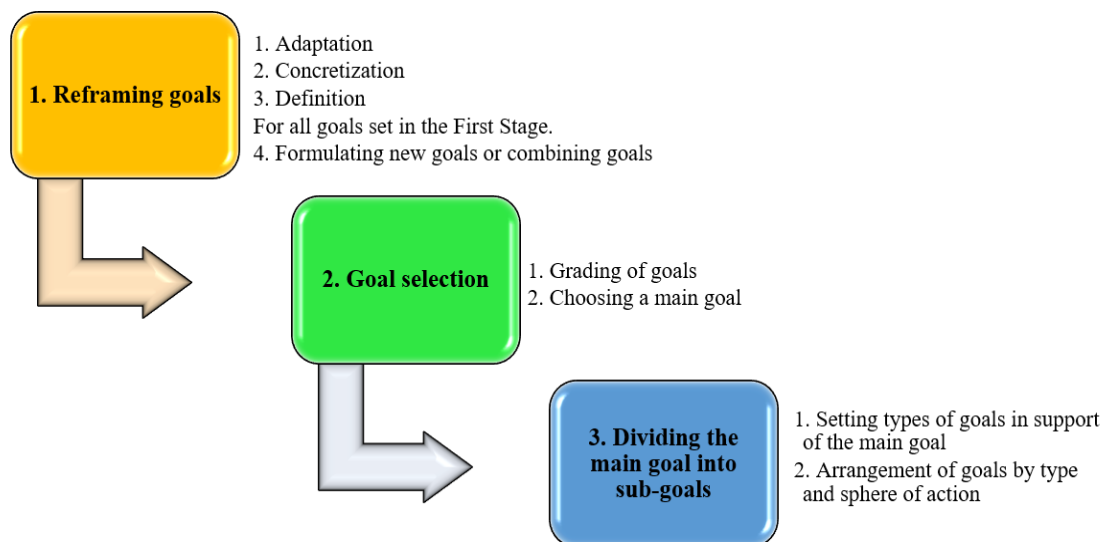 1. Reframing goals
1. Adaptation
2. Concretization
3. Definition
For all goals set in the First Stage.
4. Formulating new goals or combining goals
2. Goal selection
1. Grading of goals
2. Choosing a main goal
3. Dividing the
main goal into
sub-goals
1. Setting types of goals in support
of the main goal
2. Arrangement of goals by type
and sphere of action